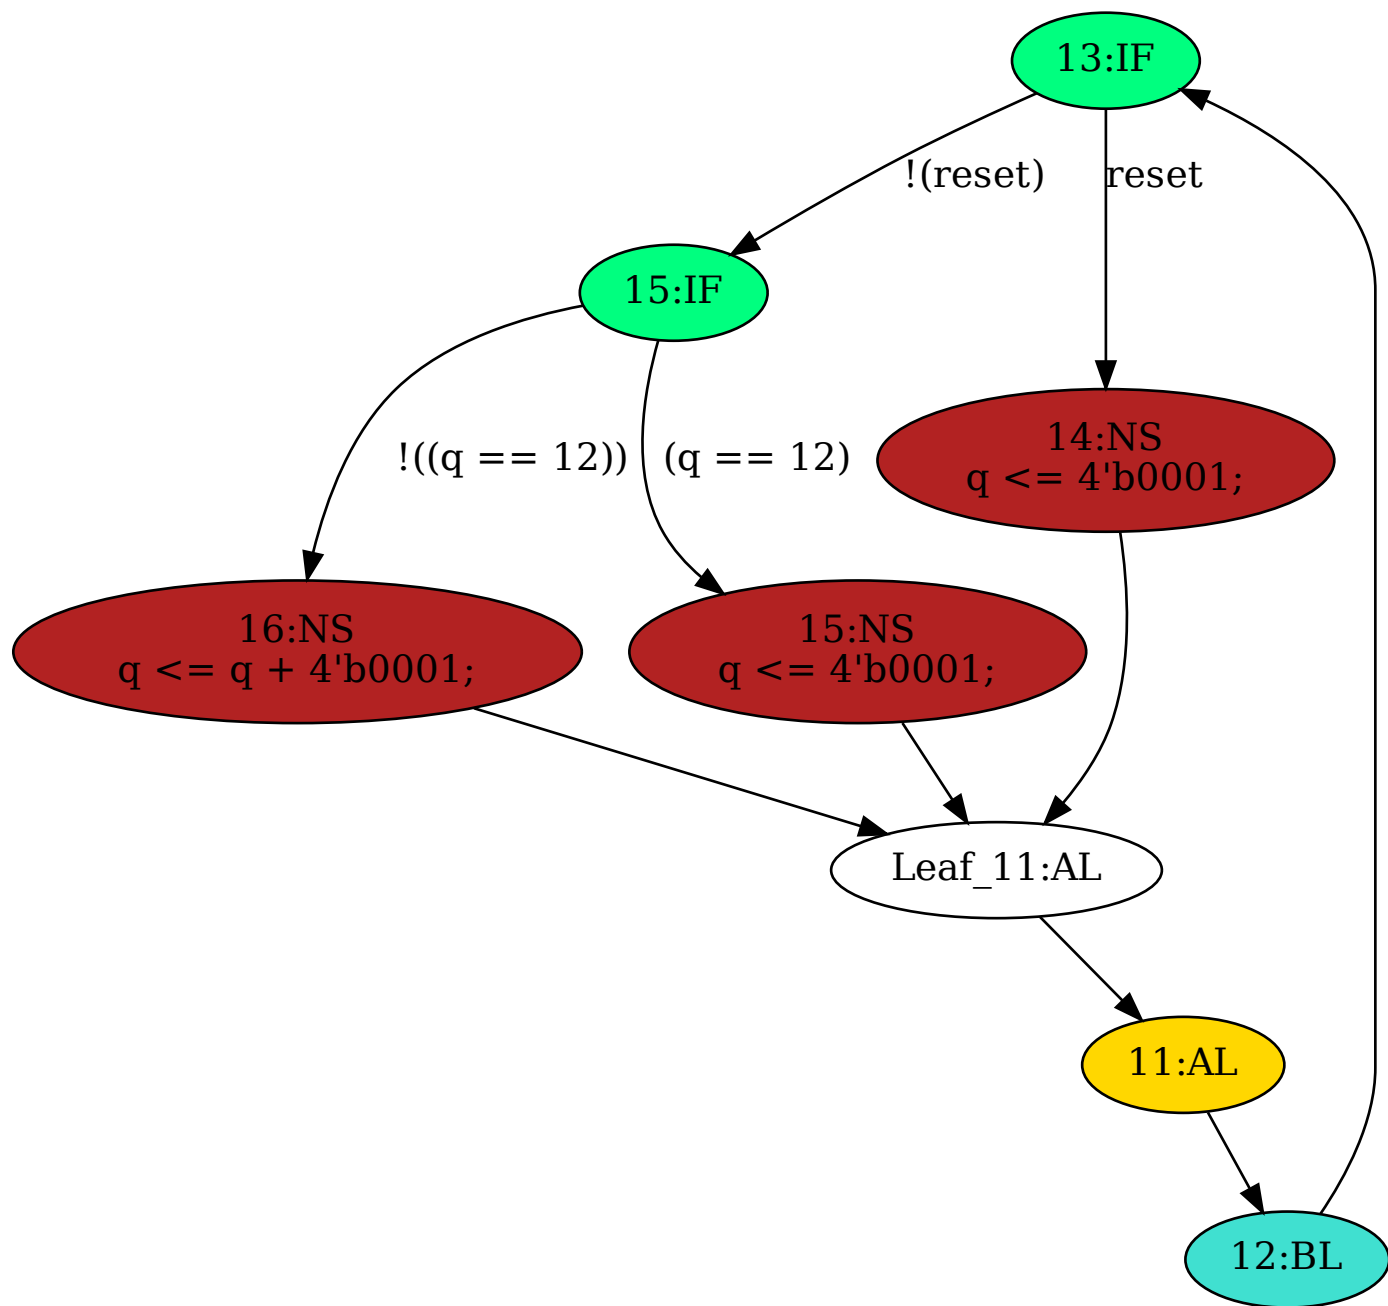 13:IF
!(reset)
reset
15:IF
14:NS
q <= 4'b0001;
!((q == 12))
(q == 12)
16:NS
q <= q + 4'b0001;
15:NS
q <= 4'b0001;
Leaf_11:AL
11:AL
12:BL